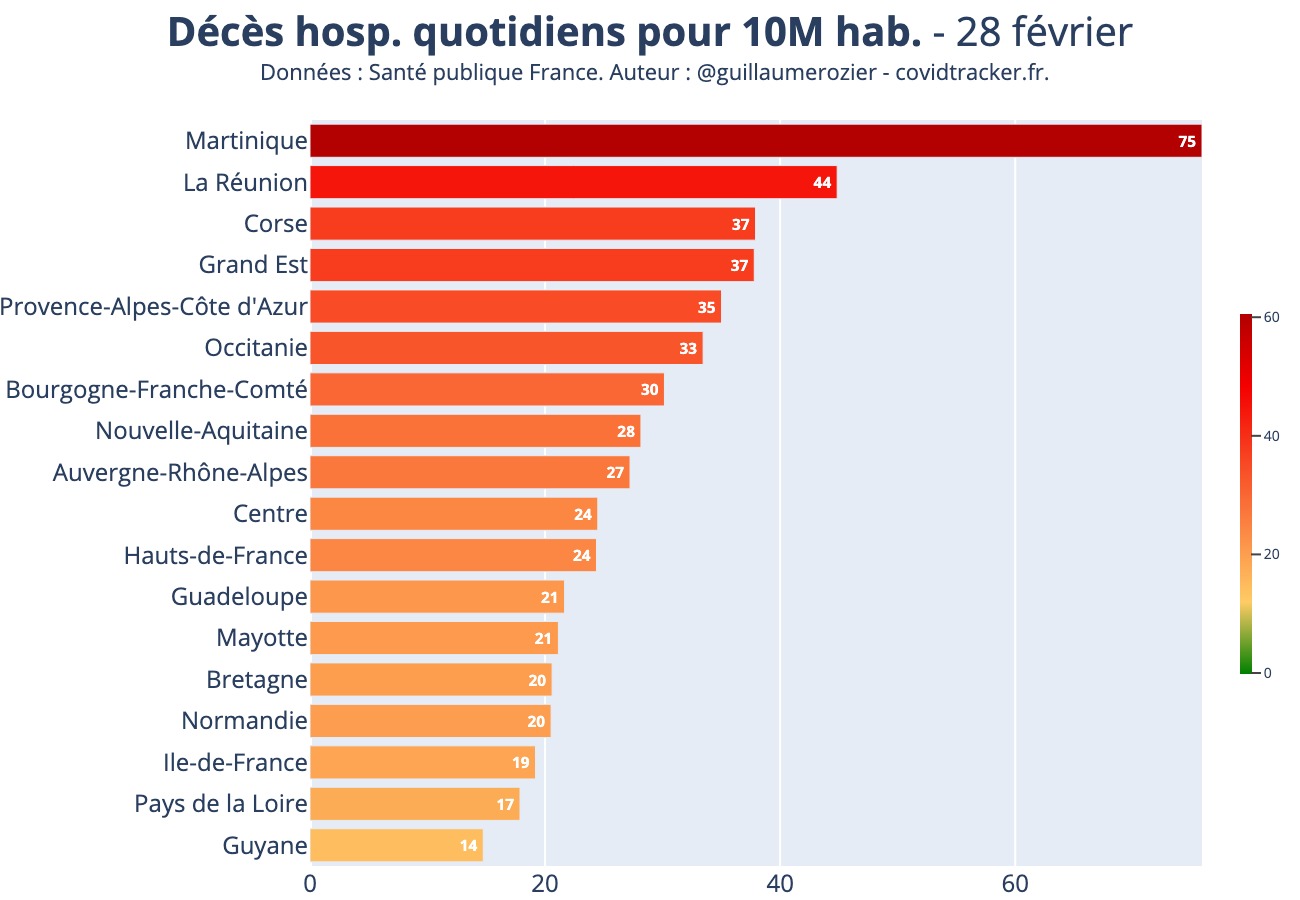 Décès hosp. quotidiens pour 10M hab. - 28 février
Données : Santé publique France. Auteur : @guillaumerozier - covidtracker.fr.
Martinique 75
La Réunion 44
Corse 37
Grand Est 37
Provence-Alpes-Côte d'Azur 35
Occitanie 33
Bourgogne-Franche-Comté 30
Nouvelle-Aquitaine 28
Auvergne-Rhône-Alpes 27
Centre 24
Hauts-de-France 24
Guadeloupe 21
Mayotte 21
Bretagne 20
Normandie 20
Ile-de-France 19
Pays de la Loire 17
Guyane 14
0 20 40 60
60
40
20
0